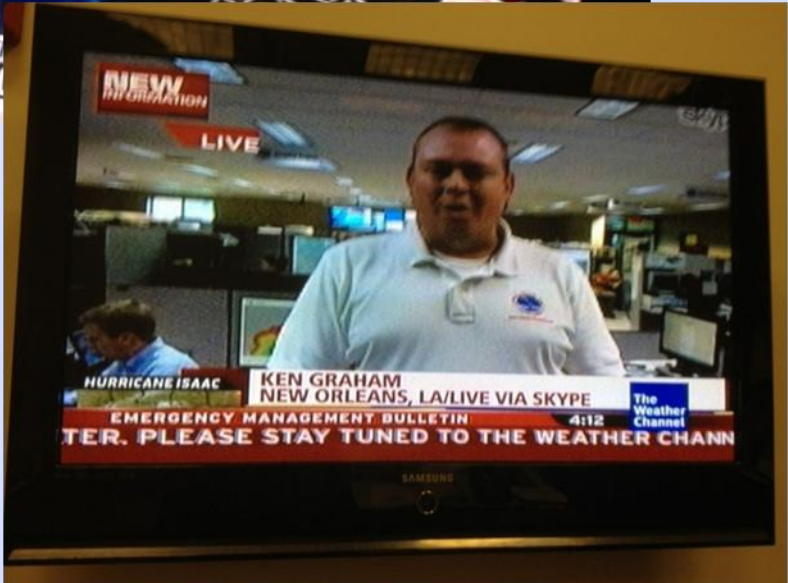 NEW
INFORMATION
LIVE
HURRICANE ISAAC
KEN GRAHAM
NEW ORLEANS, LA/LIVE VIA SKYPE
EMERGENCY MANAGEMENT BULLETIN
4:12
The
Weather
Channel
TER. PLEASE STAY TUNED TO THE WEATHER CHANN
SAMSUNG